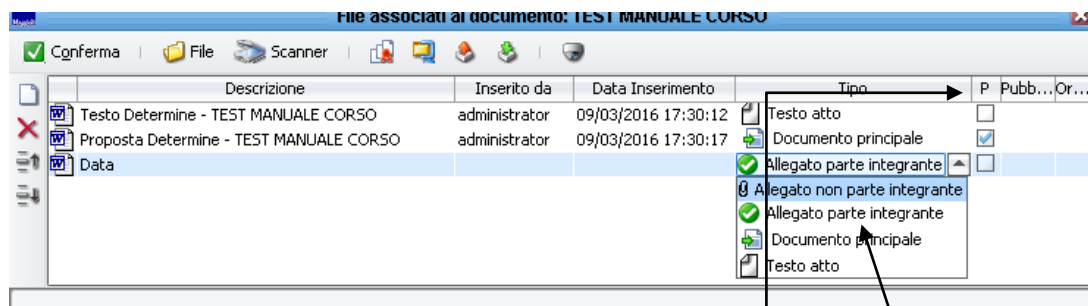 File associati al documento: TEST MANUALE CORSO
Conferma File Scanner
Descrizione Inserito da Data Inserimento Tipo P Pubb... Or...
Testo Determine - TEST MANUALE CORSO administrator 09/03/2016 17:30:12 Testo atto
Proposta Determine - TEST MANUALE CORSO administrator 09/03/2016 17:30:17 Documento principale
Data Allegato parte integrante
Allegato non parte integrante
Allegato parte integrante
Documento principale
Testo atto